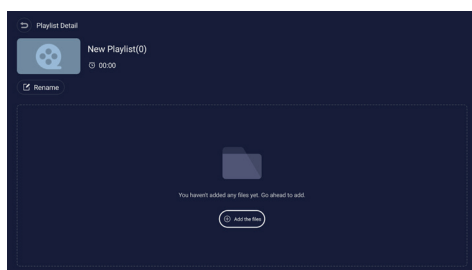 Playlist Detail
New Playlist(0)
00:00
Rename
You haven't added any files yet. Go ahead to add.
Add the files